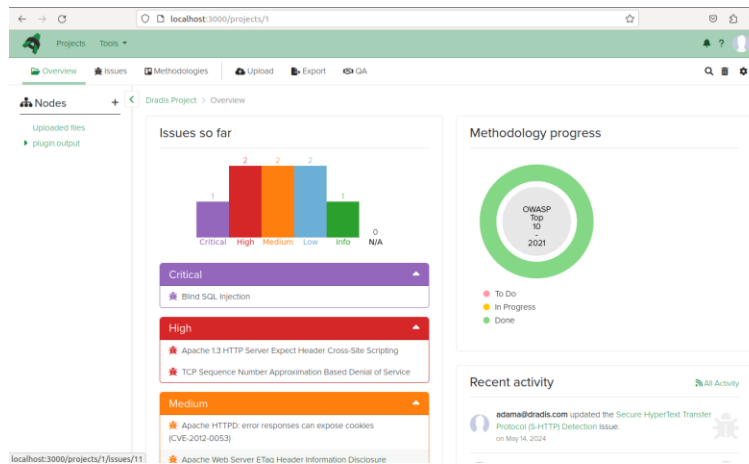 localhost:3000/projects/1
Projects Tools
?
Overview Issues Methodologies Upload Export QA
Nodes +
Uploaded files
plugin.output
Dradis Project > Overview
Issues so far
1 2 2 2 1 0
Critical High Medium Low Info N/A
Critical
Blind SQL Injection
High
Apache 1.3 HTTP Server Expect Header Cross-Site Scripting
TCP Sequence Number Approximation Based Denial of Service
Medium
Apache HTTPD: error responses can expose cookies
(CVE-2012-0053)
Apache Web Server ETag Header Information Disclosure
Methodology progress
OWASP
Top
10
-
2021
To Do
In Progress
Done
Recent activity
All Activity
adama@dradis.com updated the Secure HyperText Transfer
Protocol (S-HTTP) Detection issue.
on May 14, 2024
localhost:3000/projects/1/issues/11